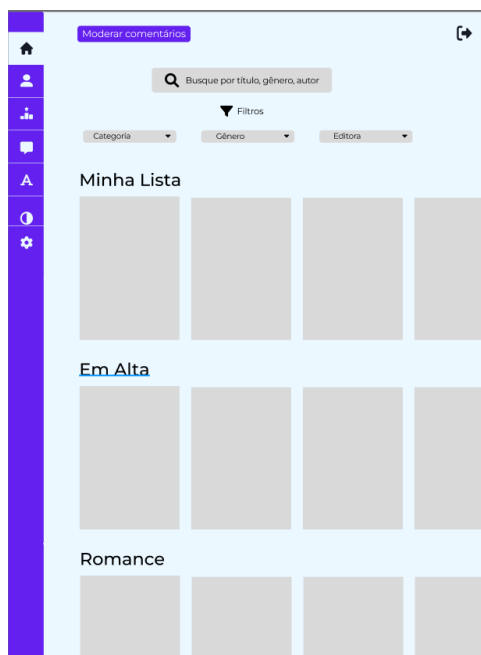 Moderar comentários
Busque por título, gênero, autor
Filtros
Categoria
Gênero
Editora
Minha Lista
A
Em Alta
Romance